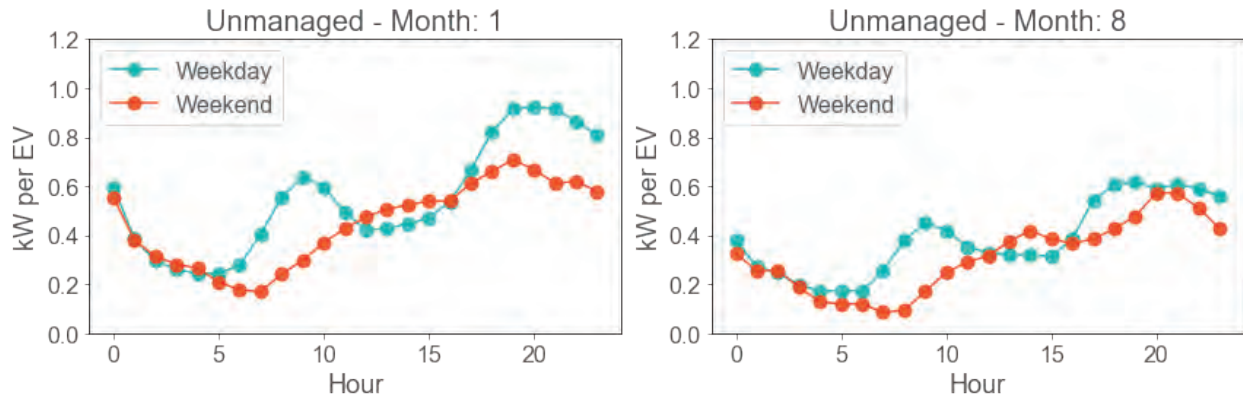 Unmanaged - Month: 1
1.2
1.0
0.8
0.6
0.4
0.2
0.0
kW per EV
Weekday
Weekend
0 5 10 15 20
Hour
Unmanaged - Month: 8
1.2
1.0
0.8
0.6
0.4
0.2
0.0
kW per EV
Weekday
Weekend
0 5 10 15 20
Hour